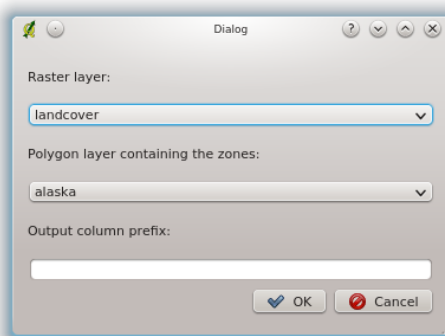 Dialog
Raster layer:
landcover
Polygon layer containing the zones:
alaska
Output column prefix:
OK Cancel